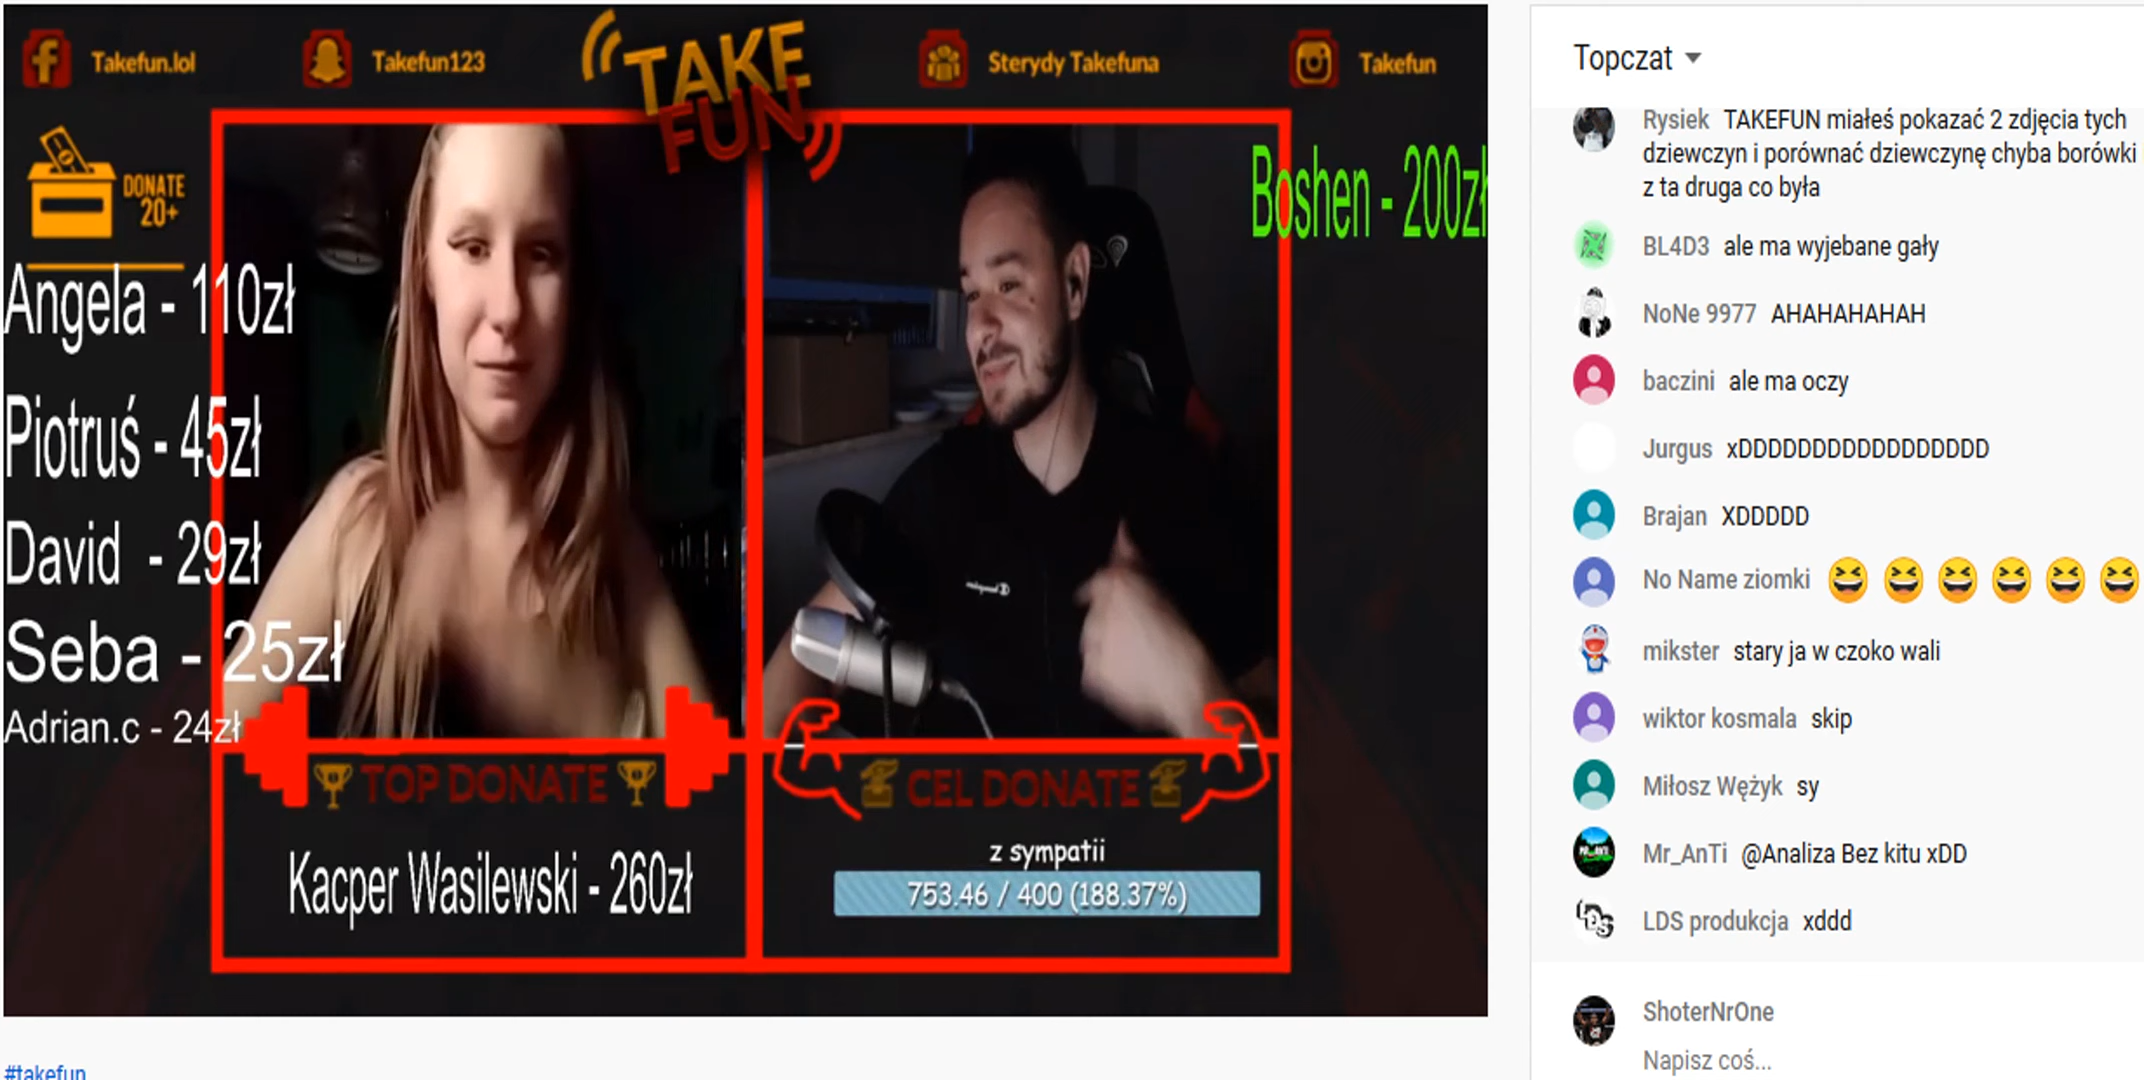 Takefun.lol
Takefun123
TAKE
FUN
Sterydy Takefuna
Takefun
DONATE
20+
Angela - 110zł
Piotruś - 45zł
David - 29zł
Seba - 25zł
Adrian.c - 24zł
Boshen - 200zł
TOP DONATE
Kacper Wasilewski - 260zł
CEL DONATE
z sympatii
753.46 / 400 (188.37%)
#takefun
Topczat
Rysiek TAKEFUN miałeś pokazać 2 zdjęcia tych
dziewczyn i porównać dziewczynę chyba borówki
z ta druga co była
BL4D3 ale ma wyjebane gały
NoNe 9977 AHAHAHAHAH
baczini ale ma oczy
Jurgus xDDDDDDDDDDDDDDDDD
Brajan XDDDDD
No Name ziomki
mikster stary ja w czoko wali
wiktor kosmala skip
Miłosz Wężyk sy
Mr_AnTi @Analiza Bez kitu xDD
LDS produkcja xddd
ShoterNrOne
Napisz coś...